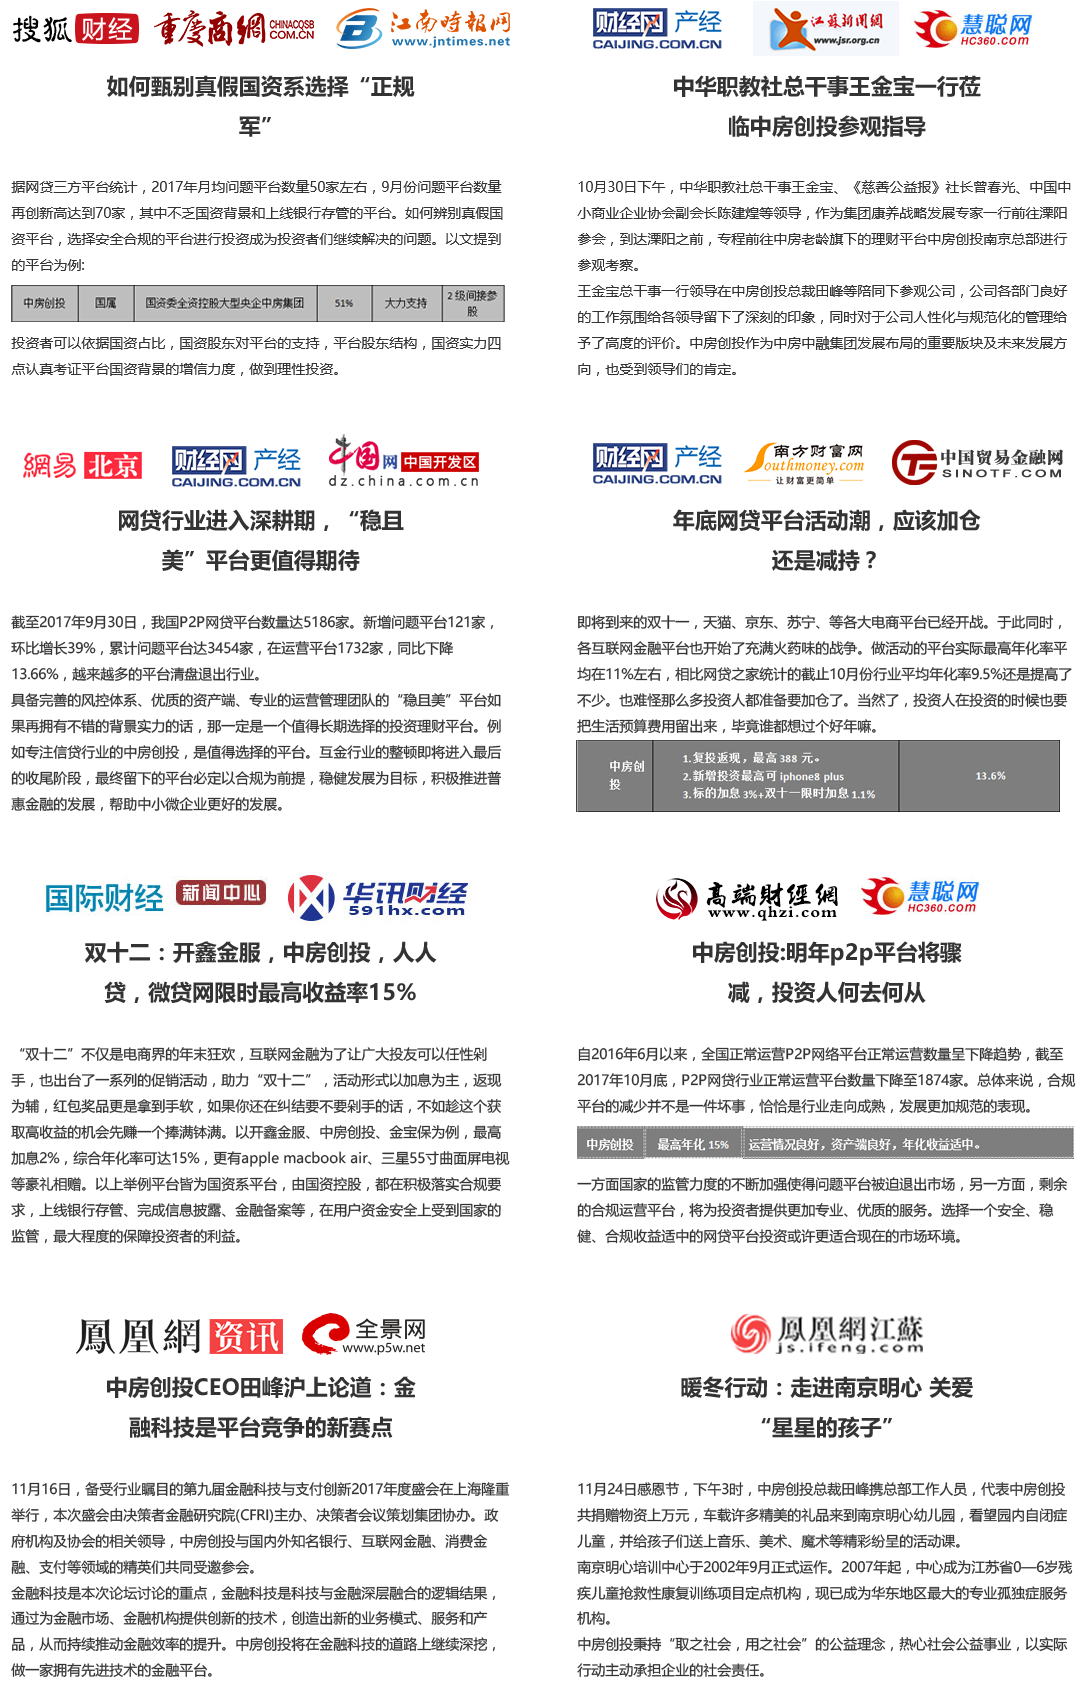 搜狐 财经 重庆商網 CHINACOSB COM.CN 江南時報网 www.jntimes.net
如何甄别真假国资系选择“正规
军”
据网贷三方平台统计，2017年月均问题平台数量50家左右，9月份问题平台数量
再创新高达到70家，其中不乏国资背景和上线银行存管的平台。如何辨别真假国
资平台，选择安全合规的平台进行投资成为投资者们继续解决的问题。以文提到
的平台为例:
中房创投 国属 国资委全资控股大型央企中房集团 51% 大力支持 2 级间接参
股
投资者可以依据国资占比，国资股东对平台的支持，平台股东结构，国资实力四
点认真考证平台国资背景的增信力度，做到理性投资。
财经网 产经 CAIJING.COM.CN 江蘇新聞網 www.jsr.org.cn 慧聪网 HC360.com
中华职教社总干事王金宝一行莅
临中房创投参观指导
10月30日下午，中华职教社总干事王金宝、《慈善公益报》社长曾春光、中国中
小商业企业协会副会长陈建煌等领导，作为集团康养战略发展专家一行前往溧阳
参会，到达溧阳之前，专程前往中房老龄旗下的理财平台中房创投南京总部进行
参观考察。
王金宝总干事一行领导在中房创投总裁田峰等陪同下参观公司，公司各部门良好
的工作氛围给各领导留下了深刻的印象，同时对于公司人性化与规范化的管理给
予了高度的评价。中房创投作为中房中融集团发展布局的重要版块及未来发展方
向，也受到领导们的肯定。
網易 北京 财经网 产经 CAIJING.COM.CN 中国网 中国开发区 dz.china.com.cn
网贷行业进入深耕期，“稳且
美”平台更值得期待
截至2017年9月30日，我国P2P网贷平台数量达5186家。新增问题平台121家，
环比增长39%，累计问题平台达3454家，在运营平台1732家，同比下降
13.66%，越来越多的平台清盘退出行业。
具备完善的风控体系、优质的资产端、专业的运营管理团队的“稳且美”平台如
果再拥有不错的背景实力的话，那一定是一个值得长期选择的投资理财平台。例
如专注信贷行业的中房创投，是值得选择的平台。互金行业的整顿即将进入最后
的收尾阶段，最终留下的平台必定以合规为前提，稳健发展为目标，积极推进普
惠金融的发展，帮助中小微企业更好的发展。
财经网 产经 CAIJING.COM.CN 南方财富网 Southmoney.com 让财富更简单 中国贸易金融网 SINOTF.COM
年底网贷平台活动潮，应该加仓
还是减持？
即将到来的双十一，天猫、京东、苏宁、等各大电商平台已经开战。于此同时，
各互联网金融平台也开始了充满火药味的战争。做活动的平台实际最高年化率平
均在11%左右，相比网贷之家统计的截止10月份行业平均年化率9.5%还是提高了
不少。也难怪那么多投资人都准备要加仓了。当然了，投资人在投资的时候也要
把生活预算费用留出来，毕竟谁都想过个好年嘛。
中房创
投
1.复投返现，最高 388 元。
2.新增投资最高可 iphone8 plus
3.标的加息 3%+双十一限时加息 1.1%
13.6%
国际财经 新闻中心 华讯财经 591hx.com
双十二：开鑫金服，中房创投，人人
贷，微贷网限时最高收益率15%
“双十二”不仅是电商界的年末狂欢，互联网金融为了让广大投友可以任性剁
手，也出台了一系列的促销活动，助力“双十二”，活动形式以加息为主，返现
为辅，红包奖品更是拿到手软，如果你还在纠结要不要剁手的话，不如趁这个获
取高收益的机会先赚一个捧满钵满。以开鑫金服、中房创投、金宝保为例，最高
加息2%，综合年化率可达15%，更有apple macbook air、三星55寸曲面屏电视
等豪礼相赠。以上举例平台皆为国资系平台，由国资控股，都在积极落实合规要
求，上线银行存管、完成信息披露、金融备案等，在用户资金安全上受到国家的
监管，最大程度的保障投资者的利益。
高端财經網 www.qhzi.com 慧聪网 HC360.com
中房创投:明年p2p平台将骤
减，投资人何去何从
自2016年6月以来，全国正常运营P2P网络平台正常运营数量呈下降趋势，截至
2017年10月底，P2P网贷行业正常运营平台数量下降至1874家。总体来说，合规
平台的减少并不是一件坏事，恰恰是行业走向成熟，发展更加规范的表现。
中房创投 最高年化 15% 运营情况良好，资产端良好，年化收益适中。
一方面国家的监管力度的不断加强使得问题平台被迫退出市场，另一方面，剩余
的合规运营平台，将为投资者提供更加专业、优质的服务。选择一个安全、稳
健、合规收益适中的网贷平台投资或许更适合现在的市场环境。
鳳凰網 资讯 全景网 www.p5w.net
中房创投CEO田峰沪上论道：金
融科技是平台竞争的新赛点
11月16日，备受行业瞩目的第九届金融科技与支付创新2017年度盛会在上海隆重
举行，本次盛会由决策者金融研究院(CFRI)主办、决策者会议策划集团协办。政
府机构及协会的相关领导，中房创投与国内外知名银行、互联网金融、消费金
融、支付等领域的精英们共同受邀参会。
金融科技是本次论坛讨论的重点，金融科技是科技与金融深层融合的逻辑结果，
通过为金融市场、金融机构提供创新的技术，创造出新的业务模式、服务和产
品，从而持续推动金融效率的提升。中房创投将在金融科技的道路上继续深挖，
做一家拥有先进技术的金融平台。
鳳凰網江蘇 js.ifeng.com
暖冬行动：走进南京明心 关爱
“星星的孩子”
11月24日感恩节，下午3时，中房创投总裁田峰携总部工作人员，代表中房创投
共捐赠物资上万元，车载许多精美的礼品来到南京明心幼儿园，看望园内自闭症
儿童，并给孩子们送上音乐、美术、魔术等精彩纷呈的活动课。
南京明心培训中心于2002年9月正式运作。2007年起，中心成为江苏省0—6岁残
疾儿童抢救性康复训练项目定点机构，现已成为华东地区最大的专业孤独症服务
机构。
中房创投秉持“取之社会，用之社会”的公益理念，热心社会公益事业，以实际
行动主动承担企业的社会责任。